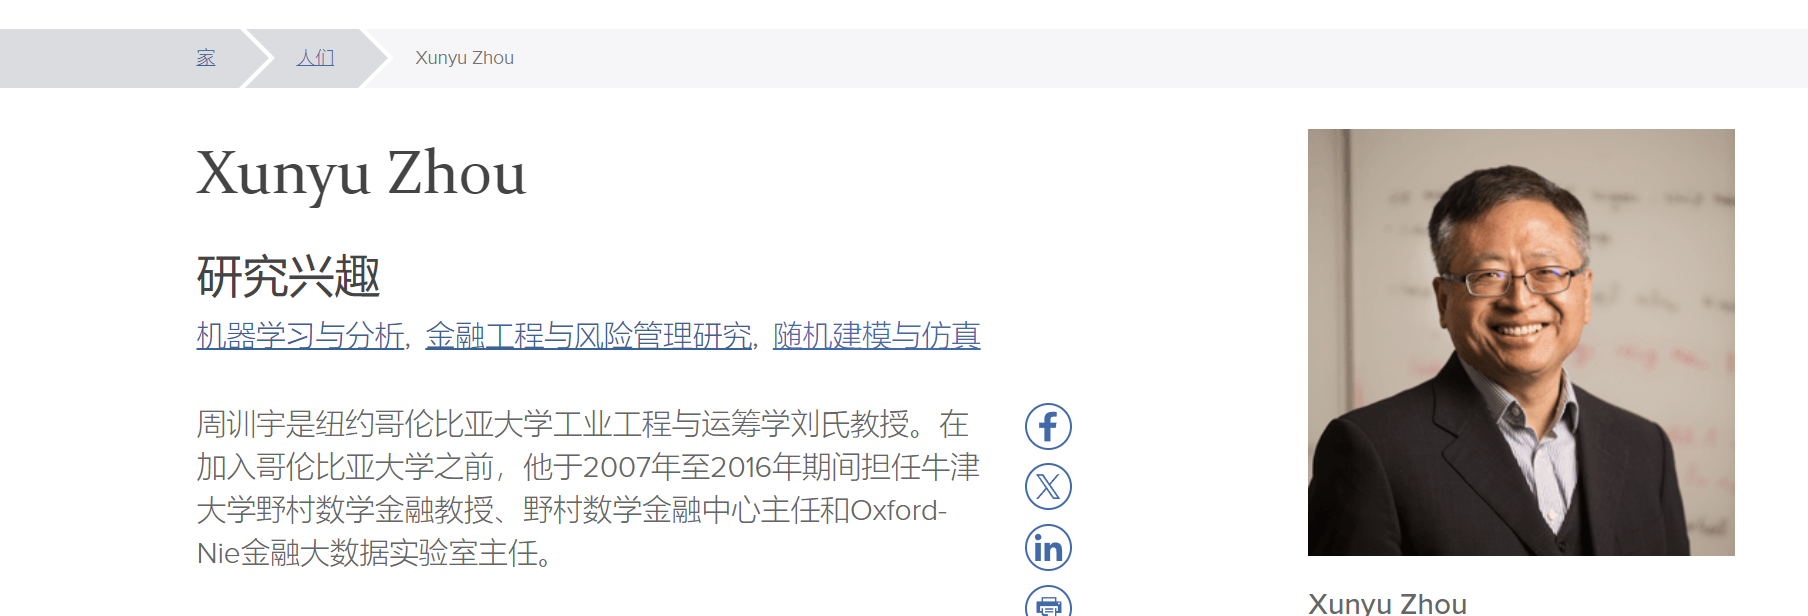 家
人们
Xunyu Zhou
Xunyu Zhou
研究兴趣
机器学习与分析, 金融工程与风险管理研究, 随机建模与仿真
周训宇是纽约哥伦比亚大学工业工程与运筹学刘氏教授。在
加入哥伦比亚大学之前，他于2007年至2016年期间担任牛津
大学野村数学金融教授、野村数学金融中心主任和Oxford-
Nie金融大数据实验室主任。
Xunyu Zhou